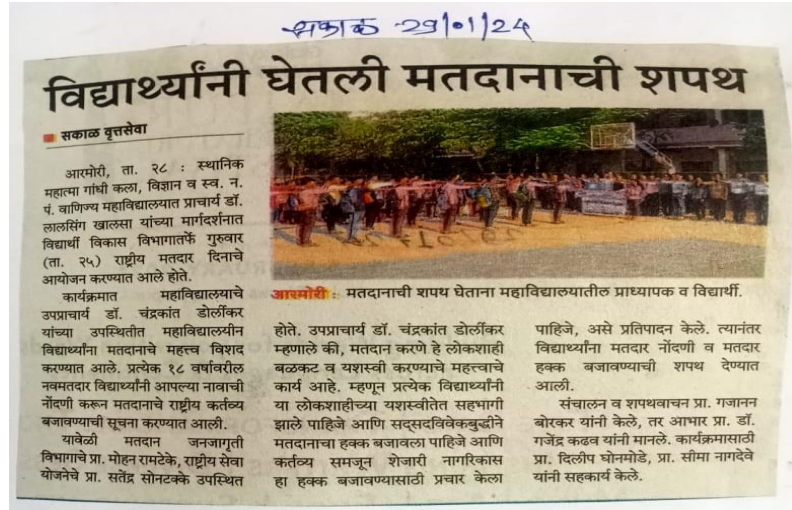 सकाळ 29/01/24
विद्यार्थ्यांनी घेतली मतदानाची शपथ
सकाळ वृत्तसेवा
आरमोरी, ता. २८ : स्थानिक
महात्मा गांधी कला, विज्ञान व स्व. न.
पं. वाणिज्य महाविद्यालयात प्राचार्य डॉ.
लालसिंग खालसा यांच्या मार्गदर्शनात
विद्यार्थी विकास विभागातर्फे गुरुवार
(ता. २५) राष्ट्रीय मतदार दिनाचे
आयोजन करण्यात आले होते.
कार्यक्रमात महाविद्यालयाचे
उपप्राचार्य डॉ. चंद्रकांत डोर्लीकर
यांच्या उपस्थितीत महाविद्यालयीन
विद्यार्थ्यांना मतदानाचे महत्त्व विशद
करण्यात आले. प्रत्येक १८ वर्षावरील
नवमतदार विद्यार्थ्यांनी आपल्या नावाची
नोंदणी करून मतदानाचे राष्ट्रीय कर्तव्य
बजावण्याची सूचना करण्यात आली.
यावेळी मतदान जनजागृती
विभागाचे प्रा. मोहन रामटेके, राष्ट्रीय सेवा
योजनेचे प्रा. सतेंद्र सोनटक्के उपस्थित
आरमोरी : मतदानाची शपथ घेताना महाविद्यालयातील प्राध्यापक व विद्यार्थी.
होते. उपप्राचार्य डॉ. चंद्रकांत डोर्लीकर
म्हणाले की, मतदान करणे हे लोकशाही
बळकट व यशस्वी करण्याचे महत्त्वाचे
कार्य आहे. म्हणून प्रत्येक विद्यार्थ्यांनी
या लोकशाहीच्या यशस्वीतेत सहभागी
झाले पाहिजे आणि सद्सदविवेकबुद्धीने
मतदानाचा हक्क बजावला पाहिजे आणि
कर्तव्य समजून शेजारी नागरिकास
हा हक्क बजावण्यासाठी प्रचार केला
पाहिजे, असे प्रतिपादन केले. त्यानंतर
विद्यार्थ्यांना मतदार नोंदणी व मतदार
हक्क बजावण्याची शपथ देण्यात
आली.
संचालन व शपथवाचन प्रा. गजानन
बोरकर यांनी केले, तर आभार प्रा. डॉ.
गजेंद्र कढव यांनी मानले. कार्यक्रमासाठी
प्रा. दिलीप घोनमोडे, प्रा. सीमा नागदेवे
यांनी सहकार्य केले.